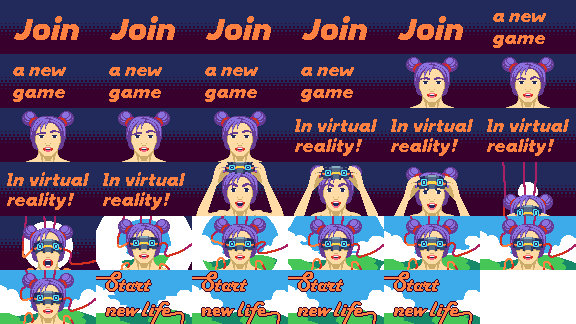 Join Join Join Join Join a new
game
a new a new a new a new
game game game game
In virtual In virtual In virtual
reality! reality! reality!
In virtual In virtual
reality! reality!
Start Start Start Start
new life new life new life new life